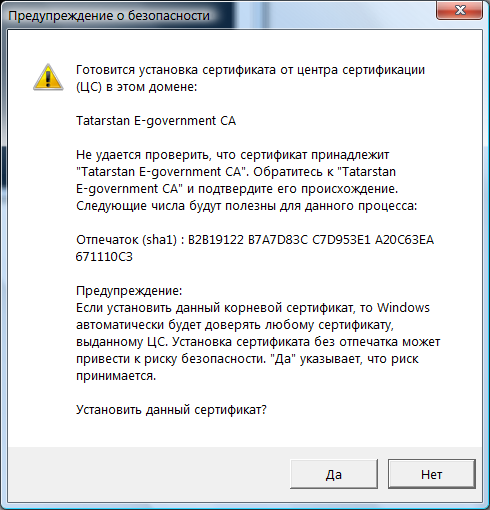 Предупреждение о безопасности
Готовится установка сертификата от центра сертификации
(ЦС) в этом домене:
Tatarstan E-government CA
Не удается проверить, что сертификат принадлежит
"Tatarstan E-government CA". Обратитесь к "Tatarstan
E-government CA" и подтвердите его происхождение.
Следующие числа будут полезны для данного процесса:
Отпечаток (sha1) : B2B19122 B7A7D83C C7D953E1 A20C63EA
671110C3
Предупреждение:
Если установить данный корневой сертификат, то Windows
автоматически будет доверять любому сертификату,
выданному ЦС. Установка сертификата без отпечатка может
привести к риску безопасности. "Да" указывает, что риск
принимается.
Установить данный сертификат?
Да
Нет